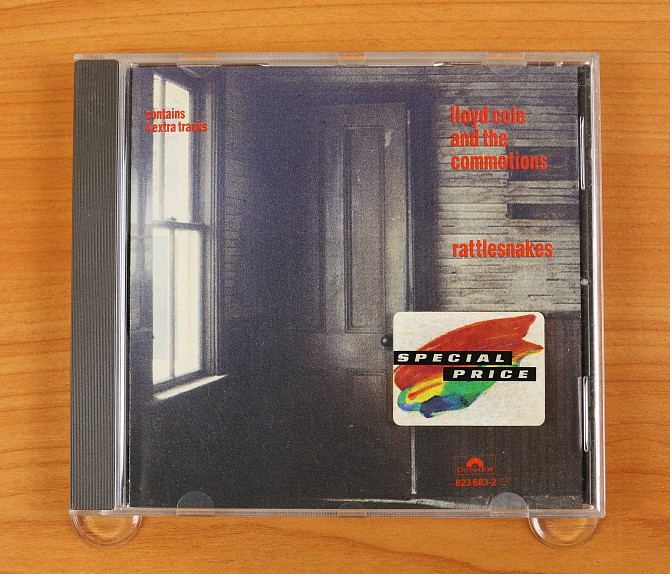 contains
4 extra tracks
lloyd cole
and the
commotions
rattlesnakes
SPECIAL
PRICE
polydor
823 683-2